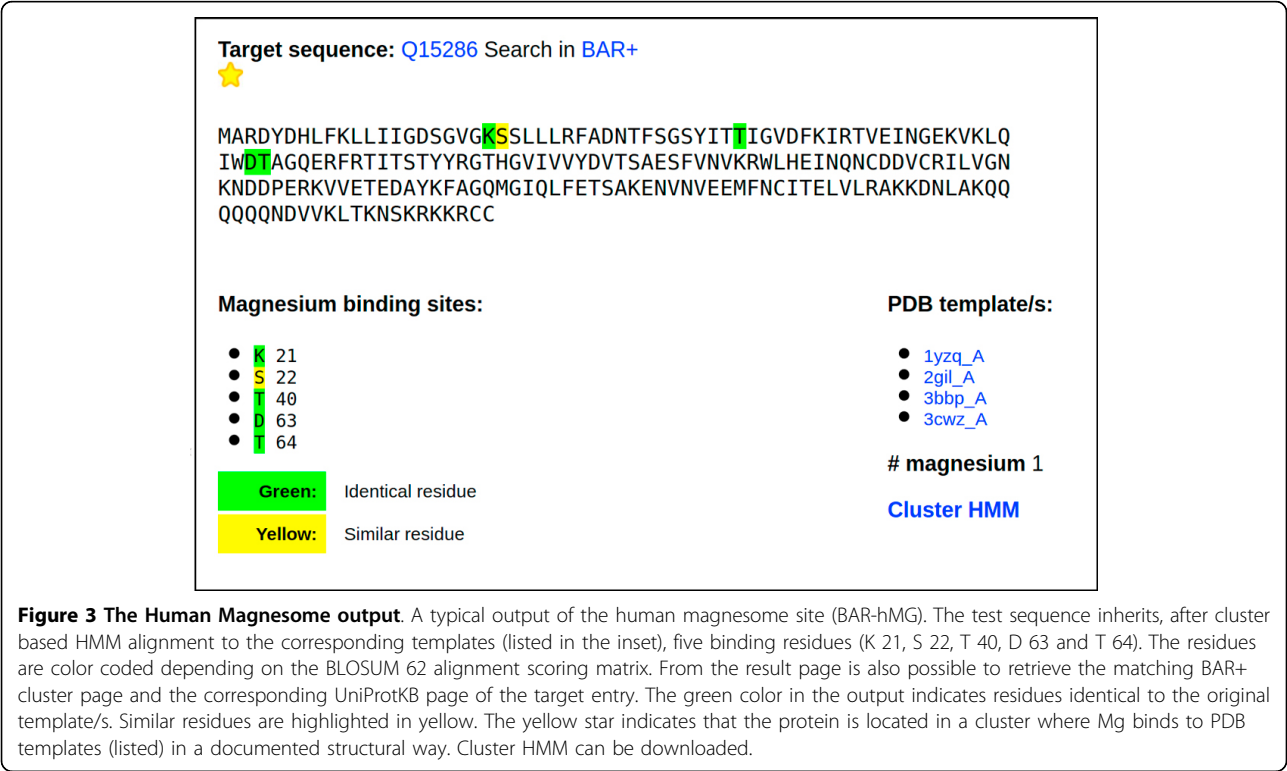 Target sequence: Q15286 Search in BAR+
MARDYDHLFKLLIIGDSGVGKSSLLLRFADNTFSGSYITTIGVDFKIRTVEINGEKVKLQ
IWDTAGQERFRTITSTYYRGTHGVIVVYDVTSAESFVNVKRWLHEINQNCDDVCRILVGN
KNDDPERKVVETEDAYKFAGQMGIQLFETSAKENVNVEEMFNCITELVLRAKKDNLAKQQ
QQQQNDVVKLTKNSKRKKRCC
Magnesium binding sites:
K 21
S 22
T 40
D 63
T 64
Green: Identical residue
Yellow: Similar residue
PDB template/s:
1yzq_A
2gil_A
3bbp_A
3cwz_A
# magnesium 1
Cluster HMM
Figure 3 The Human Magnesome output. A typical output of the human magnesome site (BAR-hMG). The test sequence inherits, after cluster
based HMM alignment to the corresponding templates (listed in the inset), five binding residues (K 21, S 22, T 40, D 63 and T 64). The residues
are color coded depending on the BLOSUM 62 alignment scoring matrix. From the result page is also possible to retrieve the matching BAR+
cluster page and the corresponding UniProtKB page of the target entry. The green color in the output indicates residues identical to the original
template/s. Similar residues are highlighted in yellow. The yellow star indicates that the protein is located in a cluster where Mg binds to PDB
templates (listed) in a documented structural way. Cluster HMM can be downloaded.